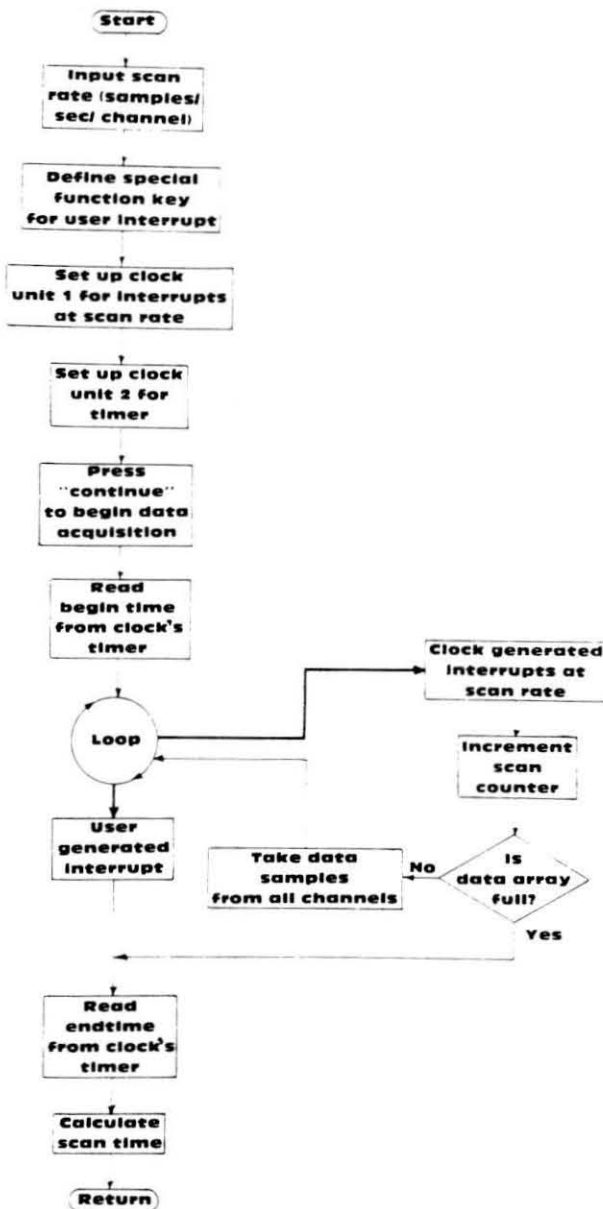 Start
Input scan
rate (samples/
sec/ channel)
Define special
function key
for user interrupt
Set up clock
unit 1 for interrupts
at scan rate
Set up clock
unit 2 for
timer
Press
"continue"
to begin data
acquisition
Read
begin time
from clock's
timer
Loop
Clock generated
interrupts at
scan rate
Increment
scan
counter
Is
data array
full?
No
Yes
Take data
samples
from all channels
User
generated
interrupt
Read
endtime
from clock's
timer
Calculate
scan time
Return